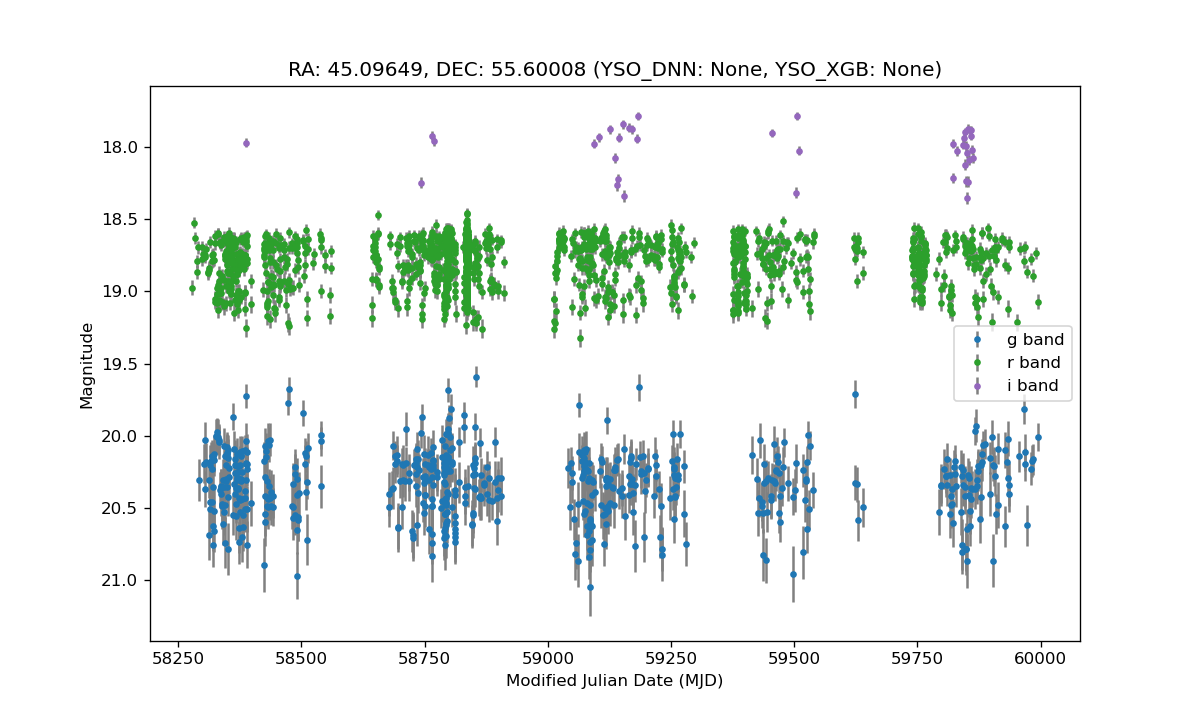 RA: 45.09649, DEC: 55.60008 (YSO_DNN: None, YSO_XGB: None)
Magnitude
18.0
18.5
19.0
19.5
20.0
20.5
21.0
g band
r band
i band
58250 58500 58750 59000 59250 59500 59750 60000
Modified Julian Date (MJD)